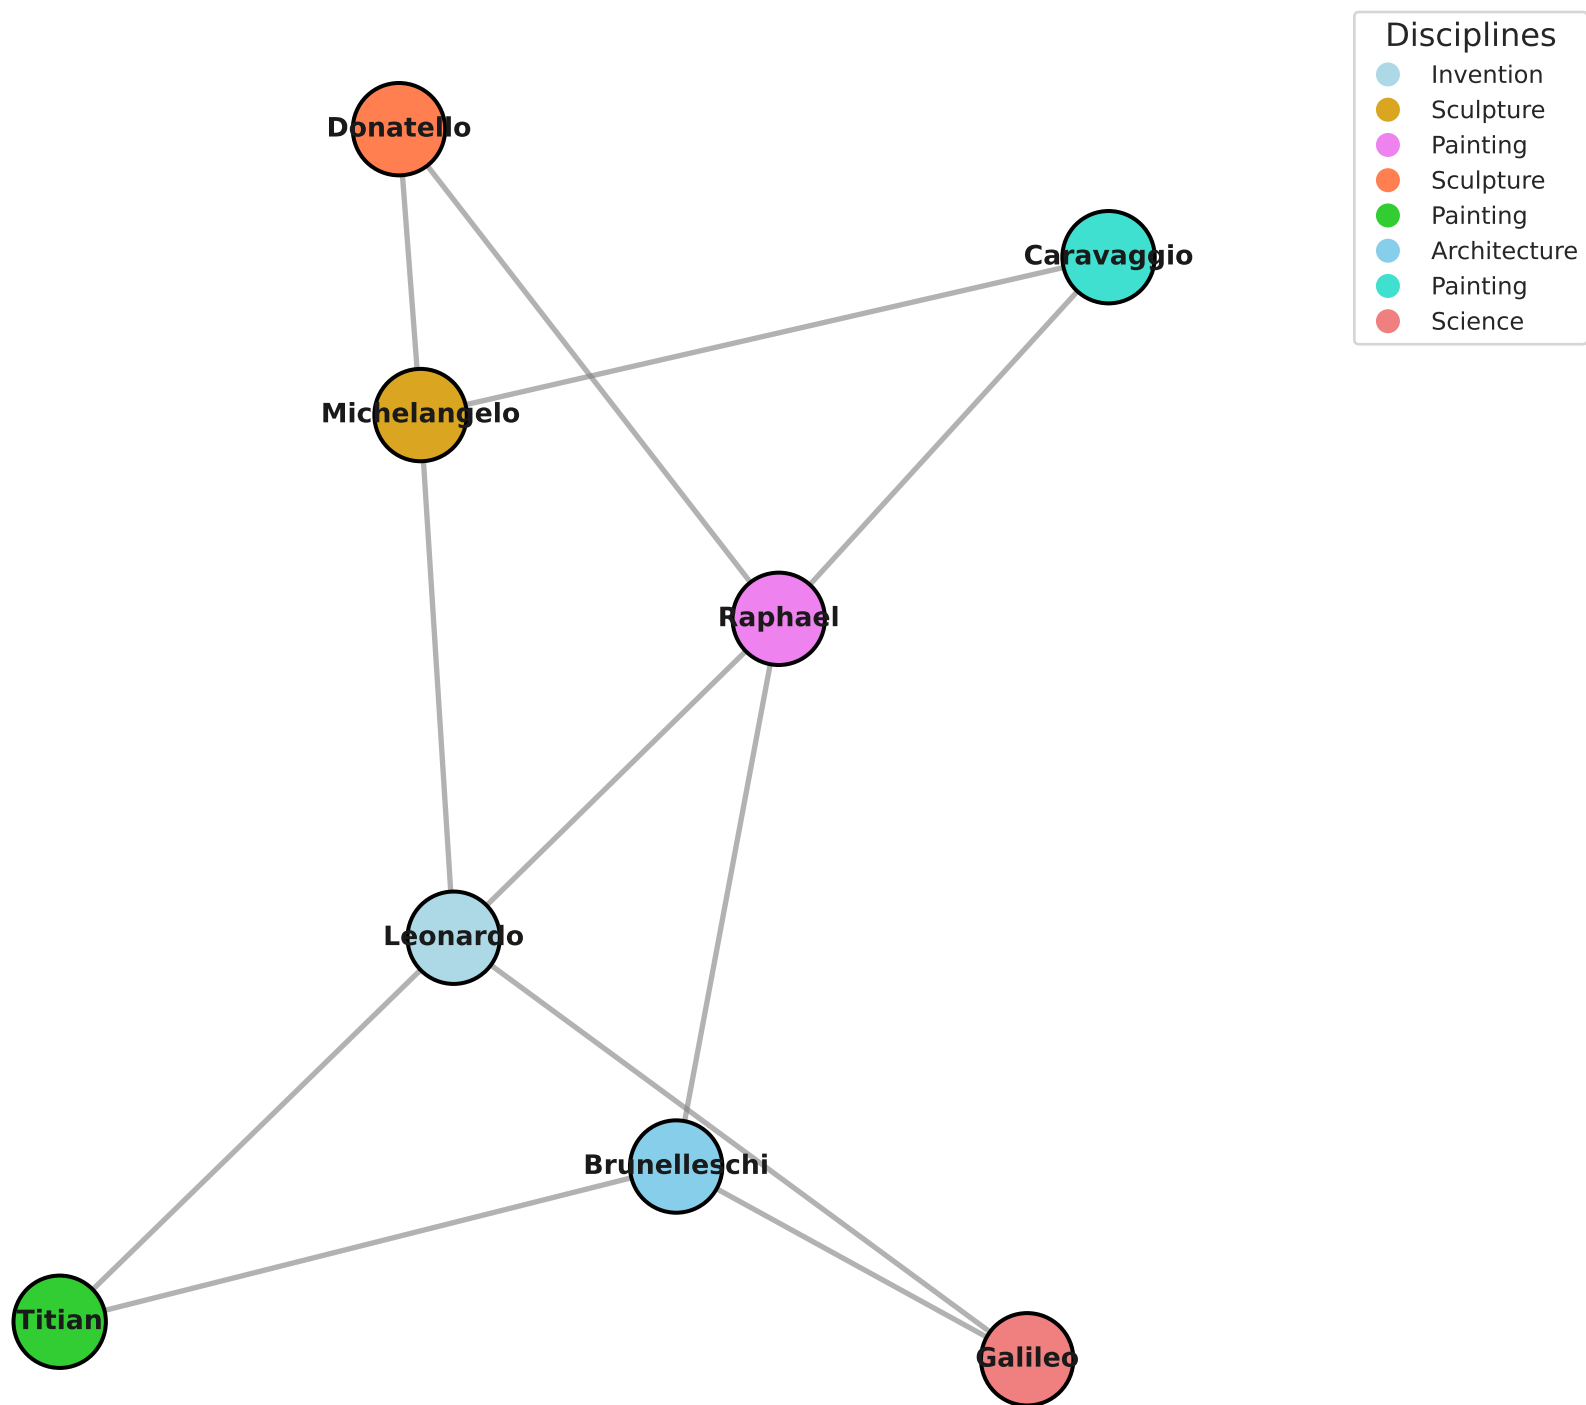 Disciplines
Invention
Sculpture
Painting
Sculpture
Painting
Architecture
Painting
Science
Donatello
Caravaggio
Michelangelo
Raphael
Leonardo
Brunelleschi
Titian
Galileo